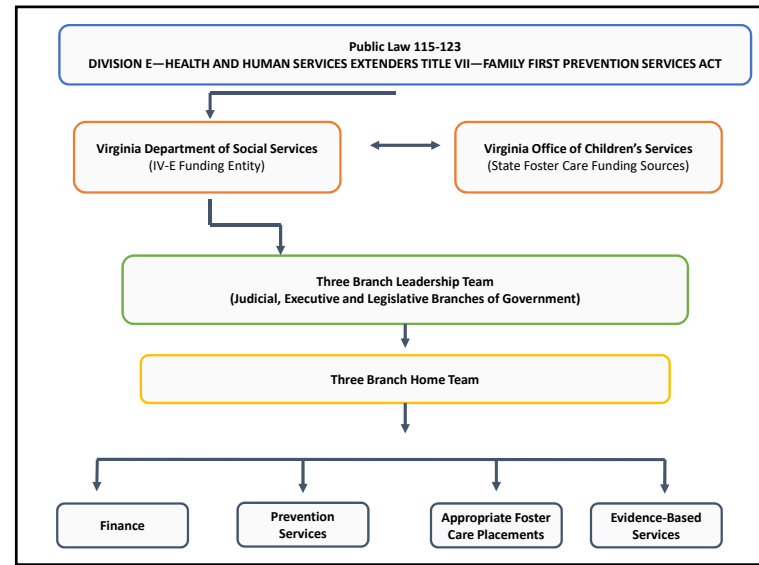 Public Law 115-123
DIVISION E—HEALTH AND HUMAN SERVICES EXTENDERS TITLE VII—FAMILY FIRST PREVENTION SERVICES ACT
Virginia Department of Social Services
(IV-E Funding Entity)
Virginia Office of Children’s Services
(State Foster Care Funding Sources)
Three Branch Leadership Team
(Judicial, Executive and Legislative Branches of Government)
Three Branch Home Team
Finance
Prevention
Services
Appropriate Foster
Care Placements
Evidence-Based
Services